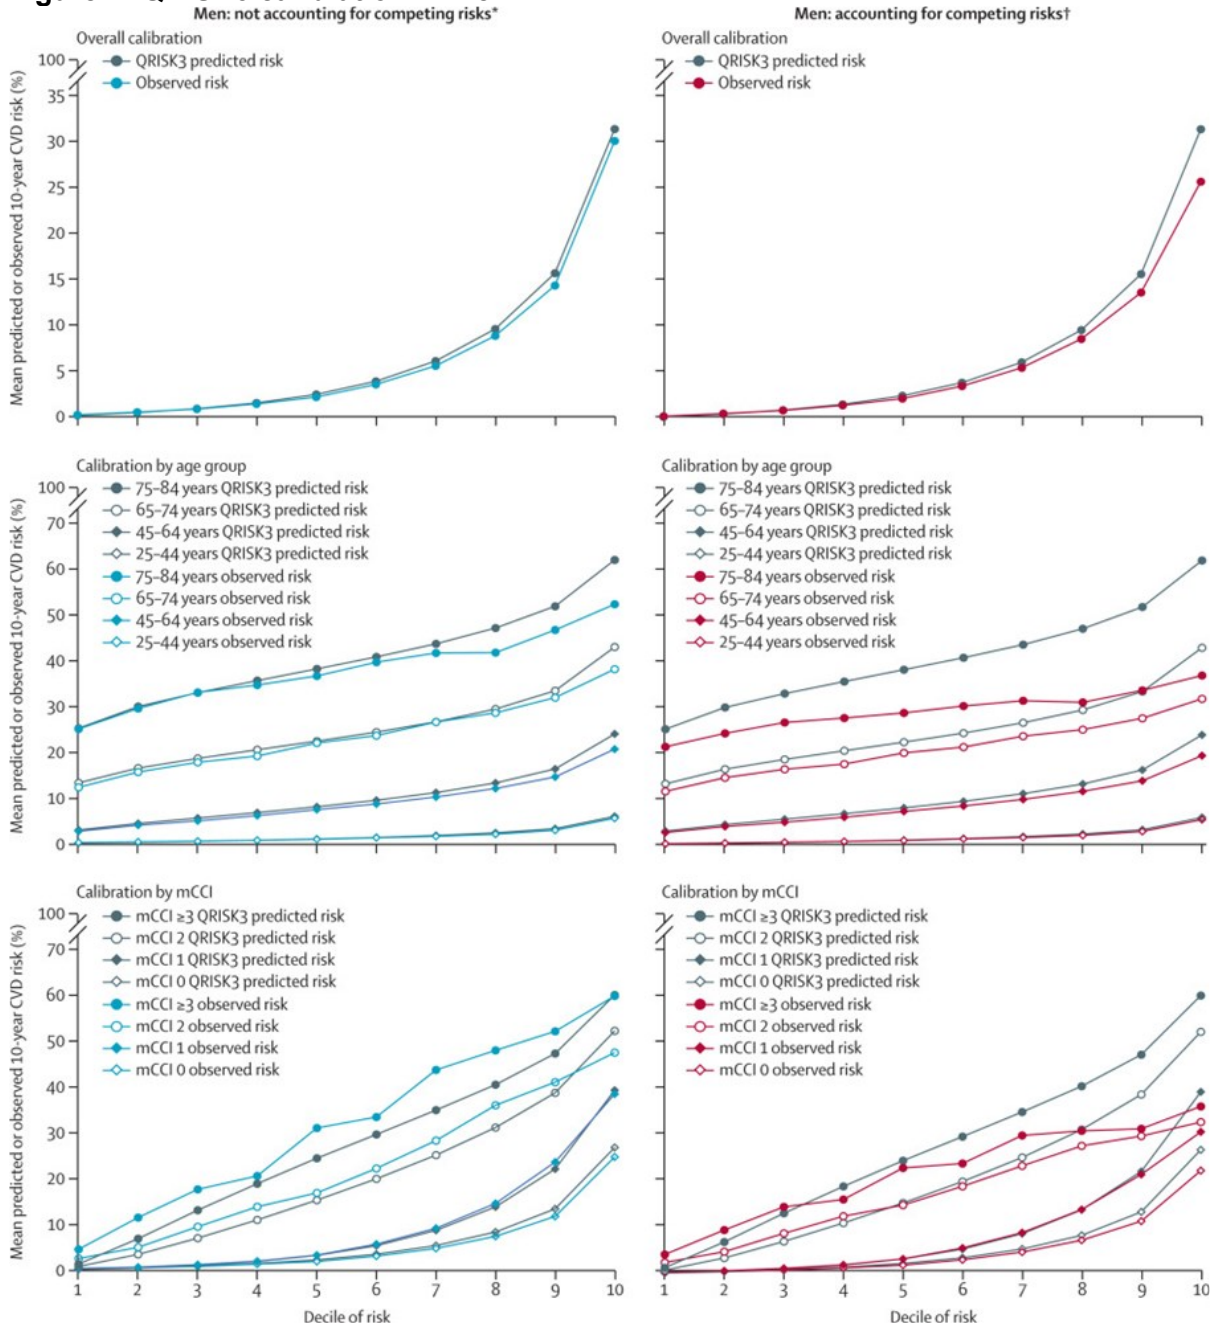 Men: not accounting for competing risks*
Overall calibration
QRISK3 predicted risk
Observed risk
Mean predicted or observed 10-year CVD risk (%)
100
35
30
25
20
15
10
5
0
Men: accounting for competing risks†
Overall calibration
QRISK3 predicted risk
Observed risk
Calibration by age group
75–84 years QRISK3 predicted risk
65–74 years QRISK3 predicted risk
45–64 years QRISK3 predicted risk
25–44 years QRISK3 predicted risk
75–84 years observed risk
65–74 years observed risk
45–64 years observed risk
25–44 years observed risk
Mean predicted or observed 10-year CVD risk (%)
100
70
60
50
40
30
20
10
0
Calibration by age group
75–84 years QRISK3 predicted risk
65–74 years QRISK3 predicted risk
45–64 years QRISK3 predicted risk
25–44 years QRISK3 predicted risk
75–84 years observed risk
65–74 years observed risk
45–64 years observed risk
25–44 years observed risk
Calibration by mCCI
mCCI ≥3 QRISK3 predicted risk
mCCI 2 QRISK3 predicted risk
mCCI 1 QRISK3 predicted risk
mCCI 0 QRISK3 predicted risk
mCCI ≥3 observed risk
mCCI 2 observed risk
mCCI 1 observed risk
mCCI 0 observed risk
Mean predicted or observed 10-year CVD risk (%)
100
70
60
50
40
30
20
10
0
1 2 3 4 5 6 7 8 9 10
Decile of risk
Calibration by mCCI
mCCI ≥3 QRISK3 predicted risk
mCCI 2 QRISK3 predicted risk
mCCI 1 QRISK3 predicted risk
mCCI 0 QRISK3 predicted risk
mCCI ≥3 observed risk
mCCI 2 observed risk
mCCI 1 observed risk
mCCI 0 observed risk
1 2 3 4 5 6 7 8 9 10
Decile of risk